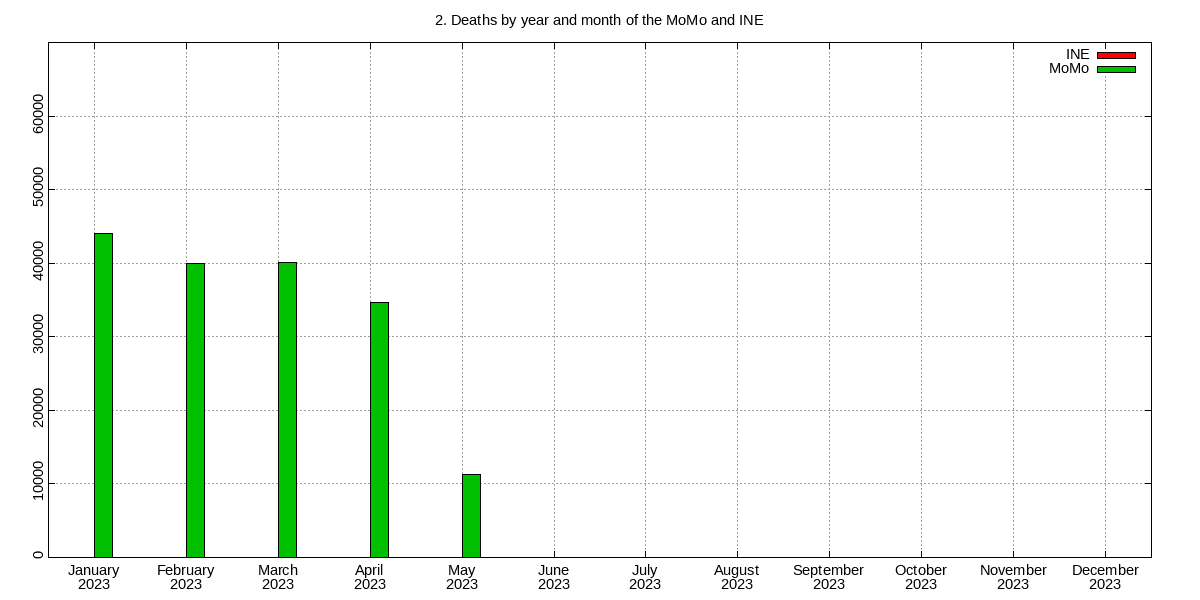 2. Deaths by year and month of the MoMo and INE
INE
MoMo
60000
50000
40000
30000
20000
10000
0
January February March April May June July August September October November December
2023 2023 2023 2023 2023 2023 2023 2023 2023 2023 2023 2023